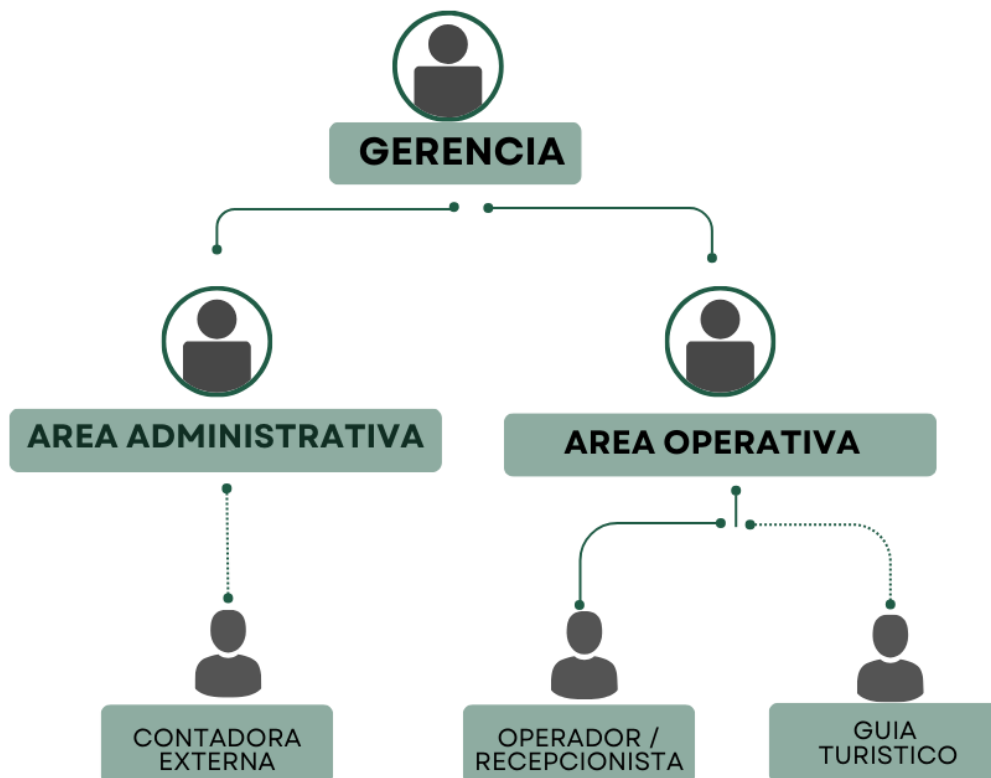 GERENCIA
AREA ADMINISTRATIVA
AREA OPERATIVA
CONTADORA
EXTERNA
OPERADOR /
RECEPCIONISTA
GUIA
TURISTICO